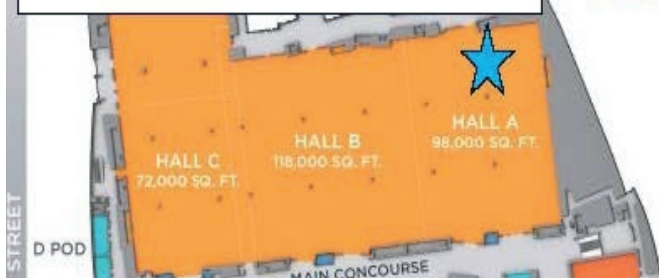 HALL A
98,000 SQ. FT.
HALL B
118,000 SQ. FT.
HALL C
72,000 SQ. FT.
STREET
D POD
MAIN CONCOURSE